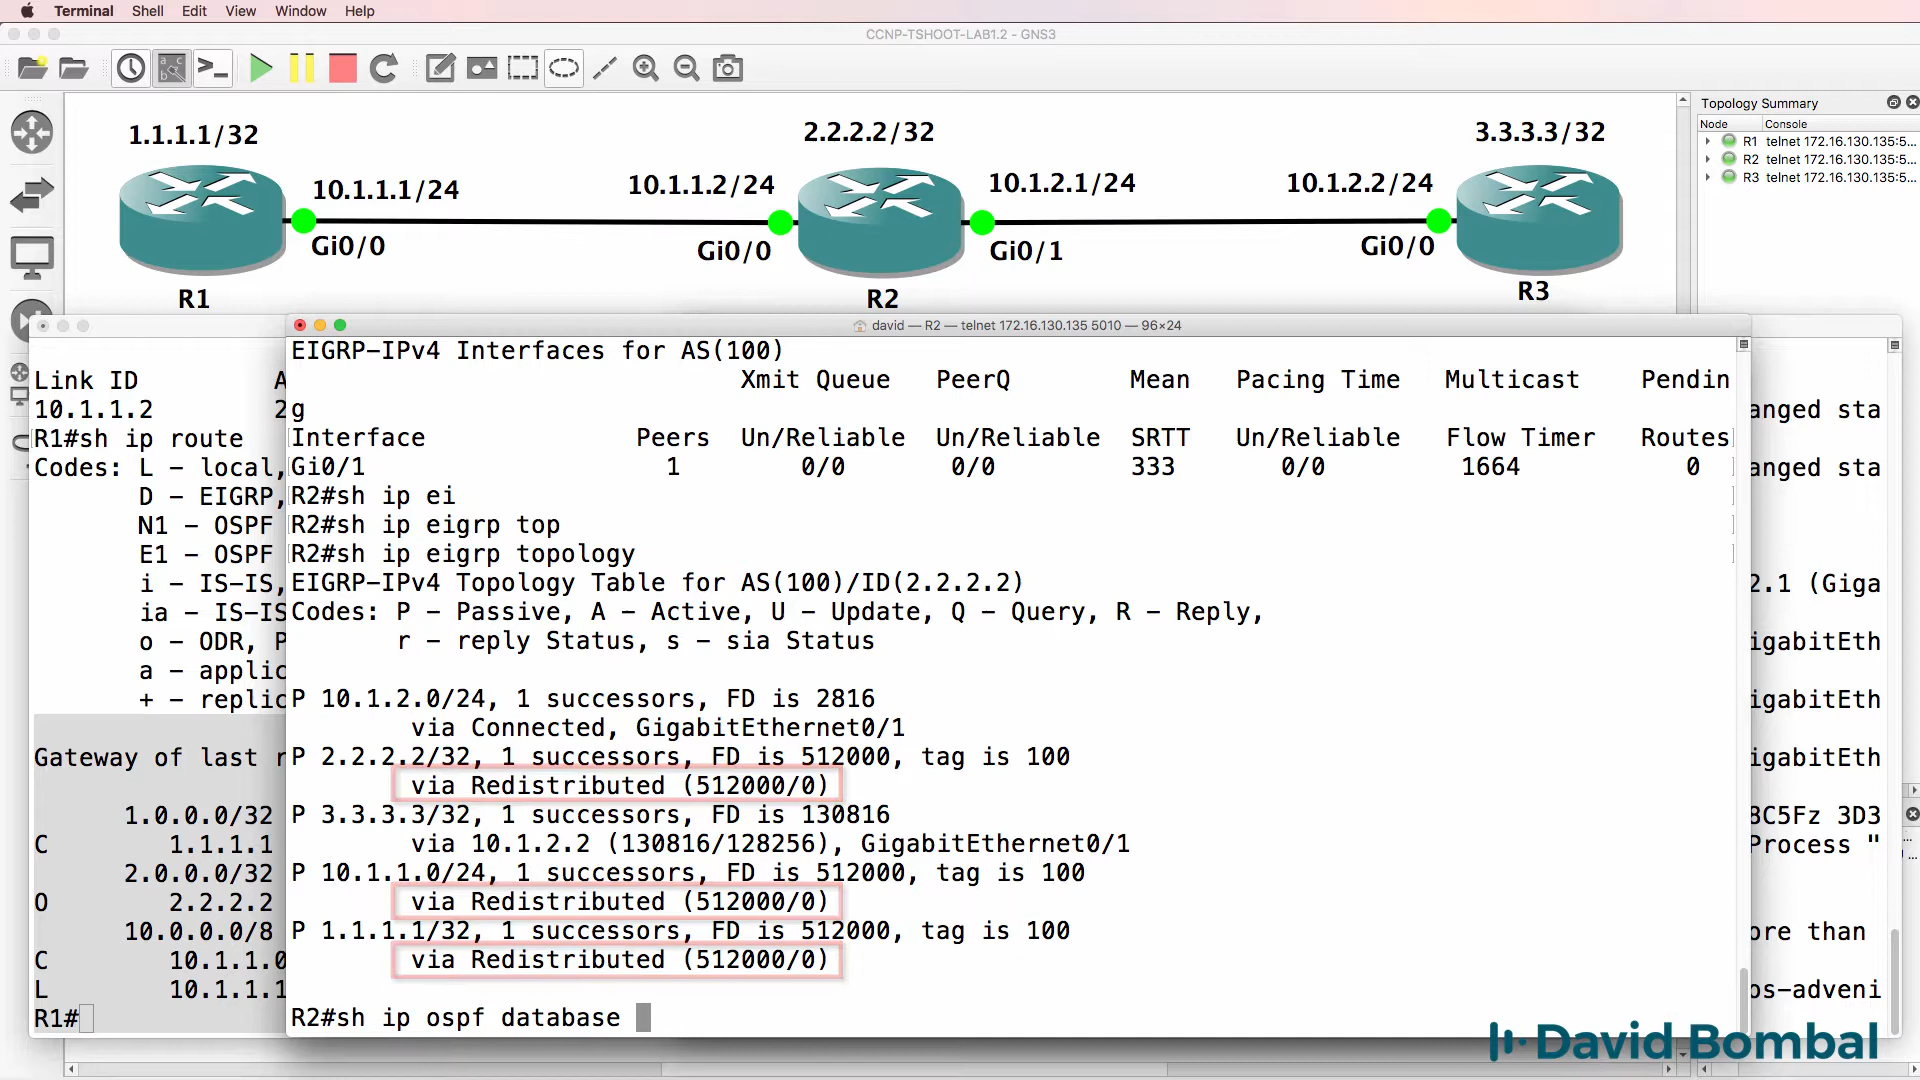 Terminal Shell Edit View Window Help
CCNP-TSHOOT-LAB1.2 - GNS3
Topology Summary
Node Console
R1 telnet 172.16.130.135:5...
R2 telnet 172.16.130.135:5...
R3 telnet 172.16.130.135:5...
1.1.1.1/32
2.2.2.2/32
3.3.3.3/32
10.1.1.1/24
10.1.1.2/24
10.1.2.1/24
10.1.2.2/24
Gi0/0
Gi0/0
Gi0/1
Gi0/0
R1
R2
R3
Link ID A
10.1.1.2 2
R1#sh ip route
Codes: L - local,
D - EIGRP,
N1 - OSPF
E1 - OSPF
i - IS-IS,
ia - IS-IS
o - ODR, P
a - applic
+ - replic
Gateway of last r
1.0.0.0/32
C 1.1.1.1
2.0.0.0/32
O 2.2.2.2
10.0.0.0/8
C 10.1.1.0
L 10.1.1.1
R1#
david — R2 — telnet 172.16.130.135 5010 — 96×24
EIGRP-IPv4 Interfaces for AS(100)
Xmit Queue PeerQ Mean Pacing Time Multicast Pendin
g
Interface Peers Un/Reliable Un/Reliable SRTT Un/Reliable Flow Timer Routes
Gi0/1 1 0/0 0/0 333 0/0 1664 0
R2#sh ip ei
R2#sh ip eigrp top
R2#sh ip eigrp topology
EIGRP-IPv4 Topology Table for AS(100)/ID(2.2.2.2)
Codes: P - Passive, A - Active, U - Update, Q - Query, R - Reply,
r - reply Status, s - sia Status
P 10.1.2.0/24, 1 successors, FD is 2816
via Connected, GigabitEthernet0/1
P 2.2.2.2/32, 1 successors, FD is 512000, tag is 100
via Redistributed (512000/0)
P 3.3.3.3/32, 1 successors, FD is 130816
via 10.1.2.2 (130816/128256), GigabitEthernet0/1
P 10.1.1.0/24, 1 successors, FD is 512000, tag is 100
via Redistributed (512000/0)
P 1.1.1.1/32, 1 successors, FD is 512000, tag is 100
via Redistributed (512000/0)
R2#sh ip ospf database
anged sta
anged sta
2.1 (Giga
igabitEth
igabitEth
igabitEth
8C5Fz 3D3
Process "
ore than
os-adveni
David Bombal